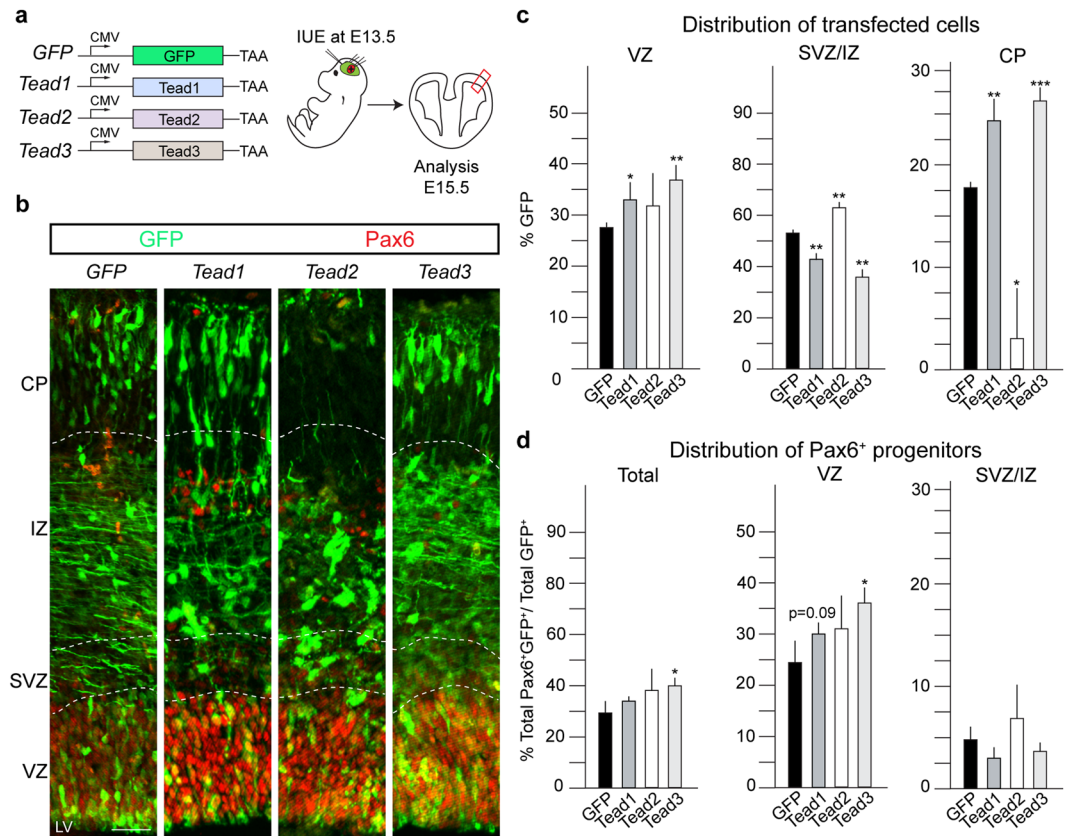 a
GFP
CMV
GFP
TAA
Tead1
CMV
Tead1
TAA
Tead2
CMV
Tead2
TAA
Tead3
CMV
Tead3
TAA
IUE at E13.5
Analysis
E15.5
b
GFP Pax6
GFP Tead1 Tead2 Tead3
CP
IZ
SVZ
VZ
LV
c
Distribution of transfected cells
VZ
% GFP
50
40
30
20
10
0
*
**
GFP Tead1 Tead2 Tead3
SVZ/IZ
90
80
70
60
50
40
20
0
**
**
**
GFP Tead1 Tead2 Tead3
CP
30
20
10
0
**
*
***
GFP Tead1 Tead2 Tead3
d
Distribution of Pax6+ progenitors
Total
% Total Pax6+GFP+/ Total GFP+
90
80
60
40
20
0
*
GFP Tead1 Tead2 Tead3
VZ
50
40
30
20
10
0
p=0.09
*
GFP Tead1 Tead2 Tead3
SVZ/IZ
30
20
10
0
GFP Tead1 Tead2 Tead3